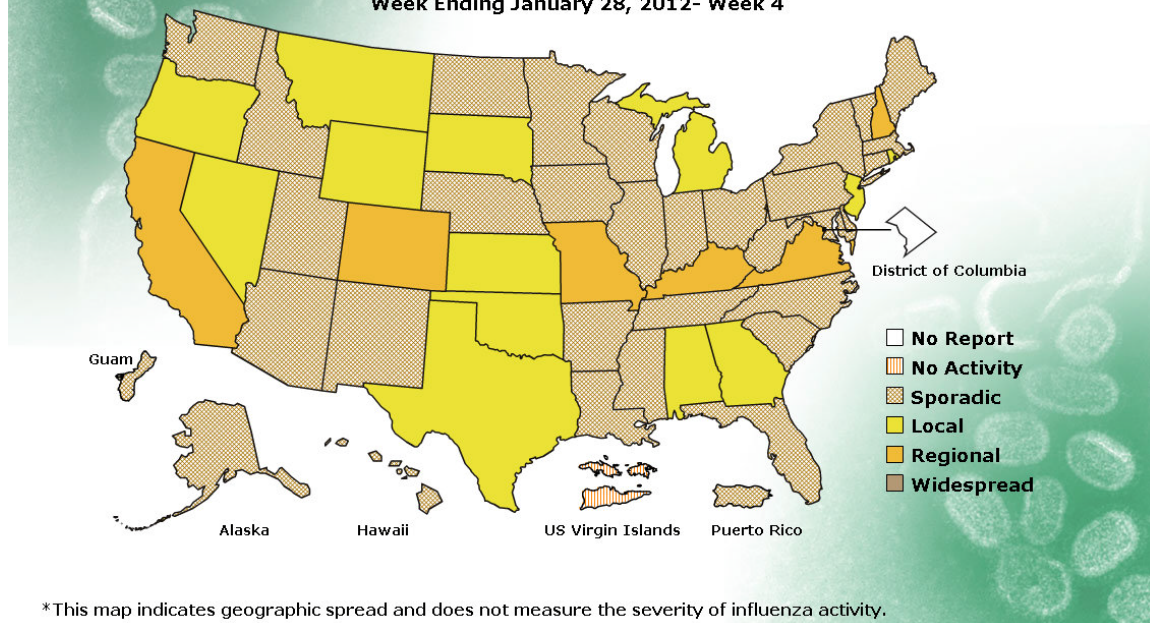 Week Ending January 28, 2012- Week 4
District of Columbia
No Report
Guam
No Activity
Sporadic
Local
Regional
Widespread
Alaska
Hawaii
US Virgin Islands
Puerto Rico
*This map indicates geographic spread and does not measure the severity of influenza activity.